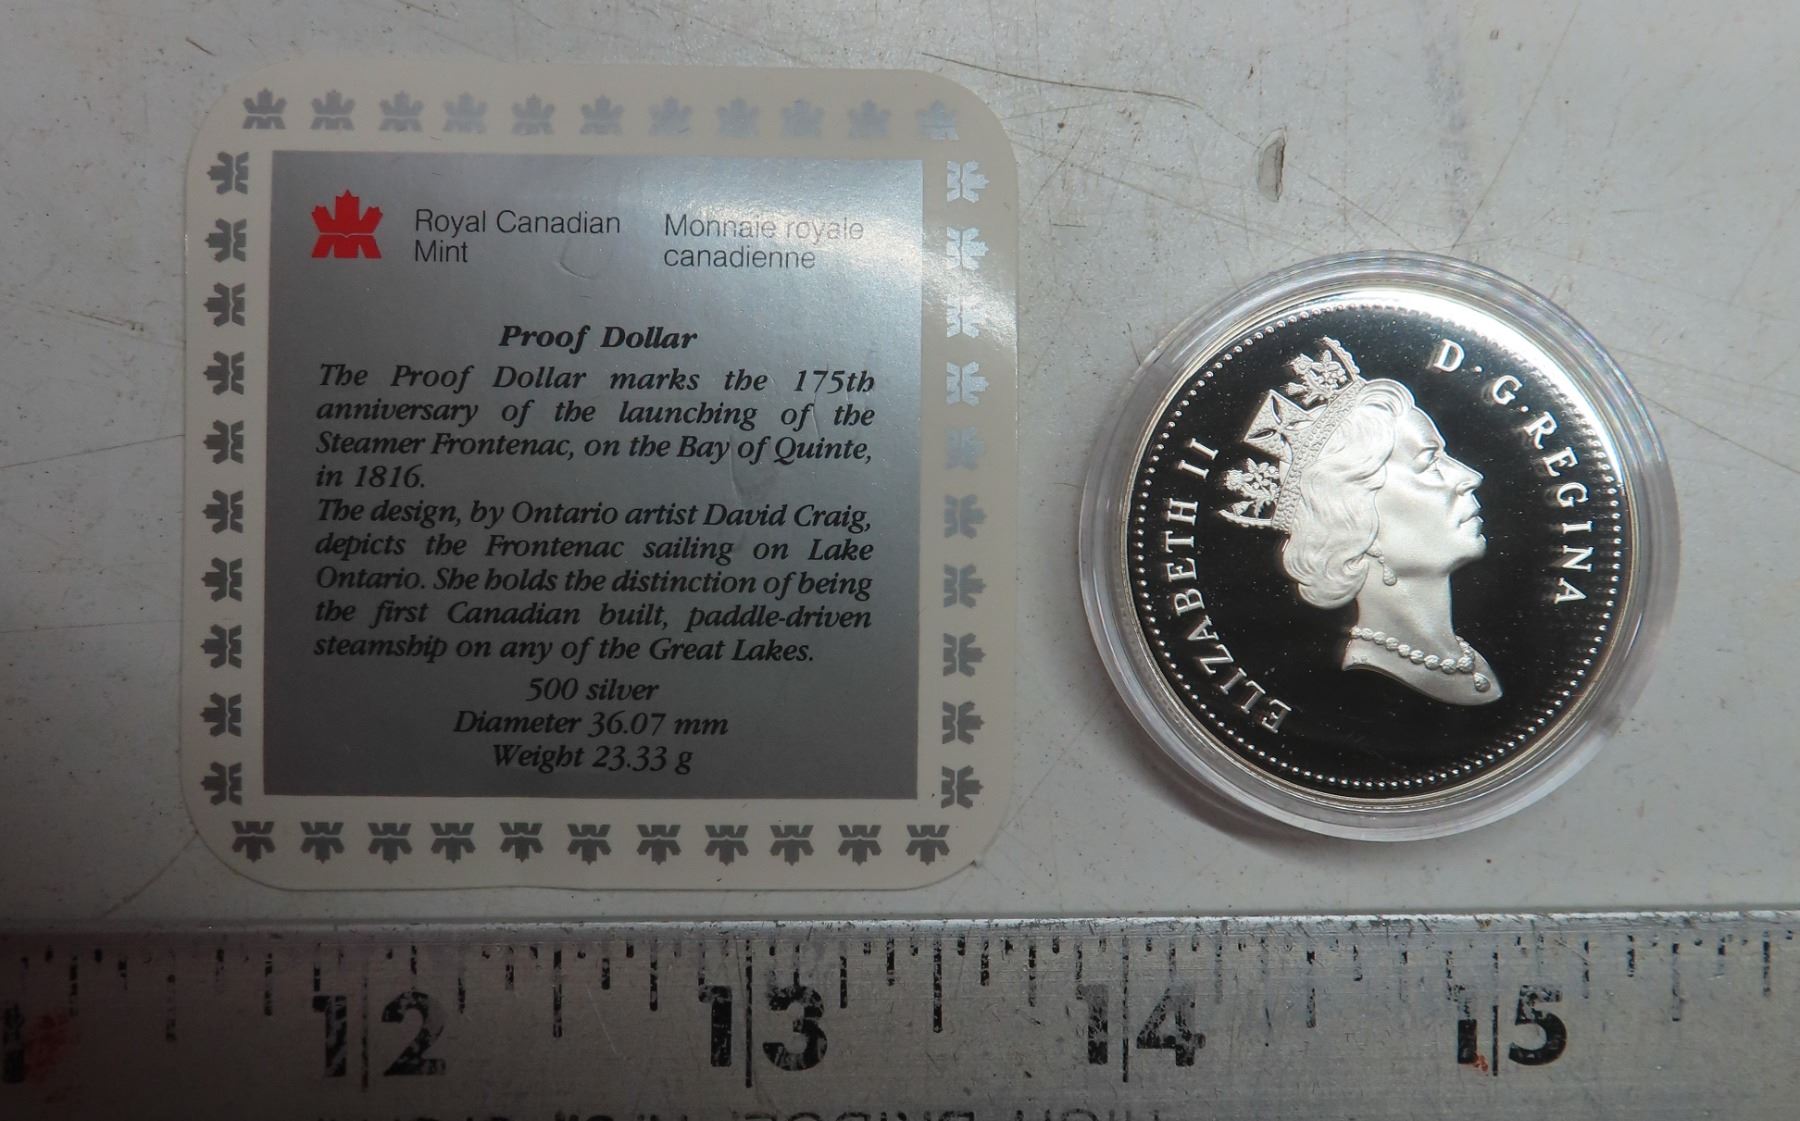 Royal Canadian Mint
Monnaie royale canadienne
Proof Dollar
The Proof Dollar marks the 175th
anniversary of the launching of the
Steamer Frontenac, on the Bay of Quinte,
in 1816.
The design, by Ontario artist David Craig,
depicts the Frontenac sailing on Lake
Ontario. She holds the distinction of being
the first Canadian built, paddle-driven
steamship on any of the Great Lakes.
500 silver
Diameter 36.07 mm
Weight 23.33 g
ELIZABETH II
D·G·REGINA
12 13 14 15